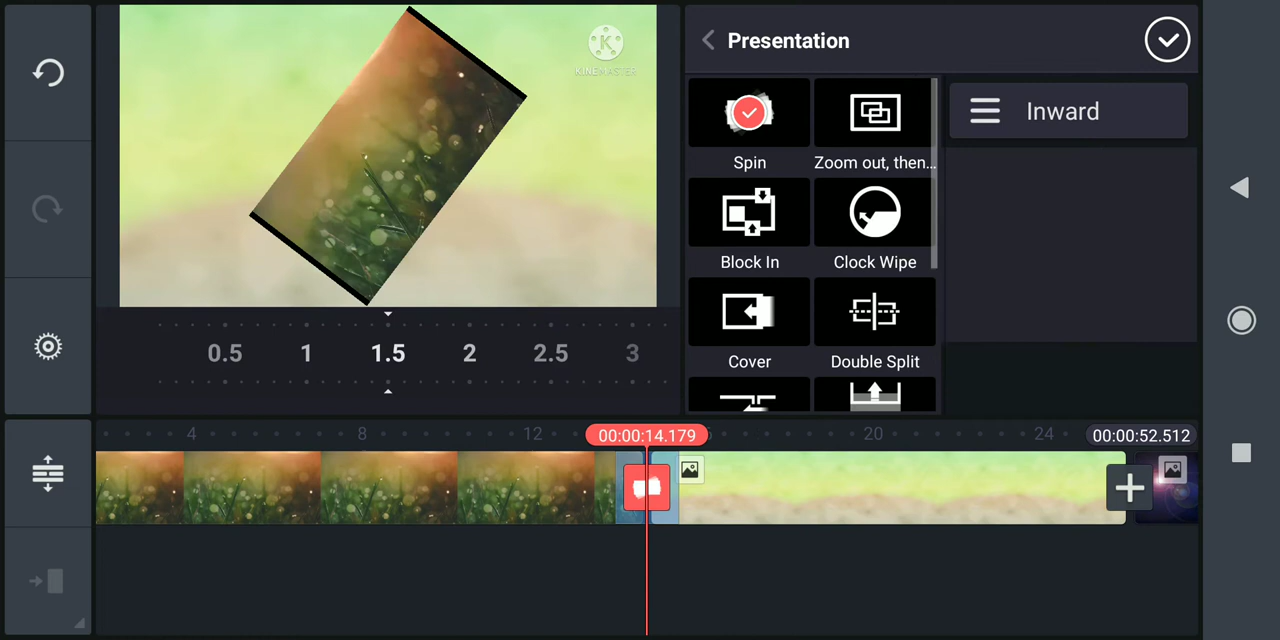 KINEMASTER
Presentation
Inward
Spin
Zoom out, then...
Block In
Clock Wipe
Cover
Double Split
0.5 1 1.5 2 2.5 3
4 8 12 20 24
00:00:14.179
00:00:52.512